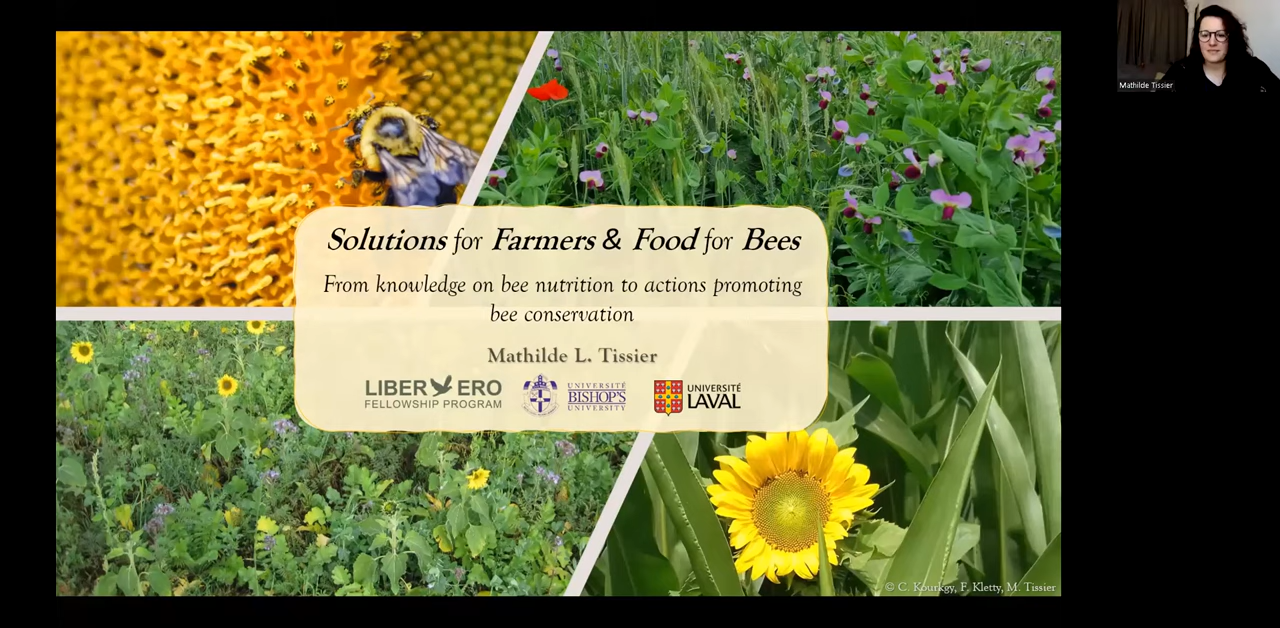 Mathilde Tissier
Solutions for Farmers & Food for Bees
From knowledge on bee nutrition to actions promoting
bee conservation
Mathilde L. Tissier
LIBER ERO
FELLOWSHIP PROGRAM
UNIVERSITÉ
BISHOP'S
UNIVERSITY
UNIVERSITÉ
LAVAL
© C. Kourkgy, F. Kletty, M. Tissier